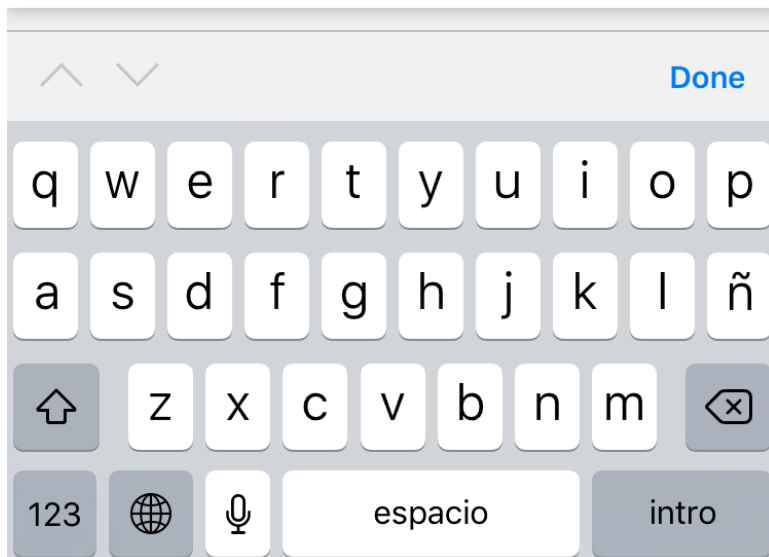 Done
q w e r t y u i o p
a s d f g h j k l ñ
z x c v b n m
123 espacio intro